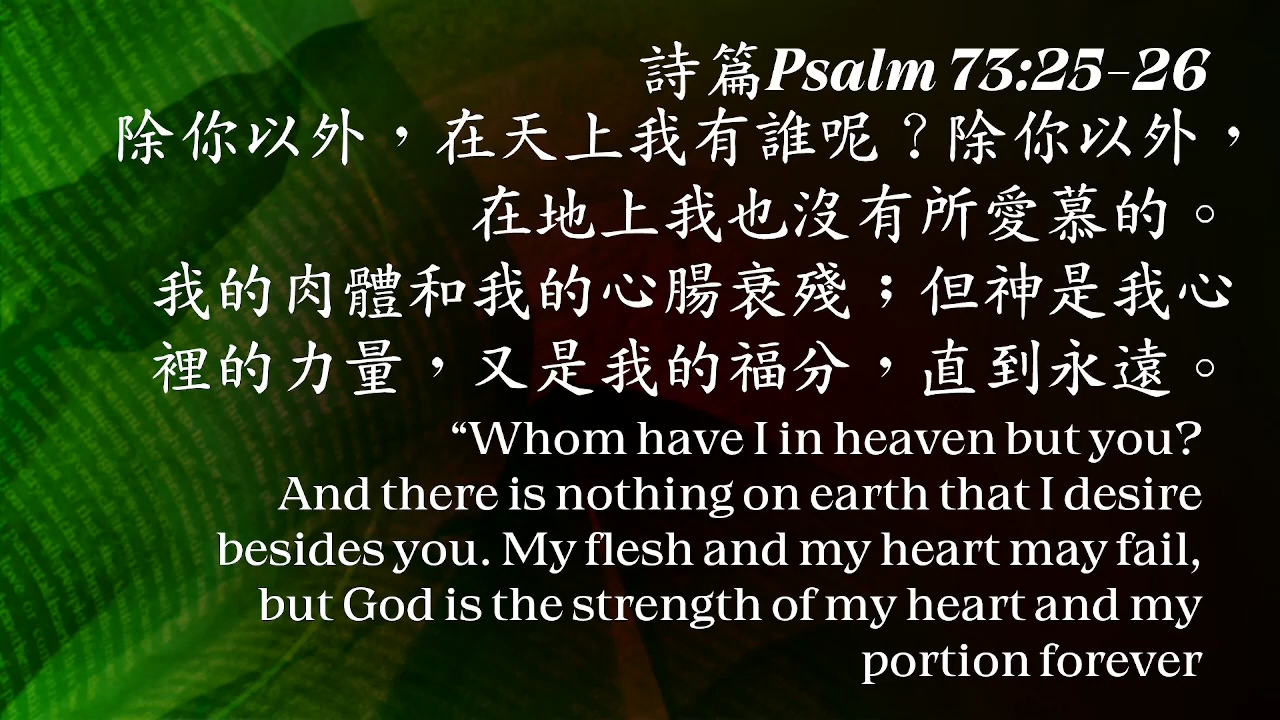 詩篇Psalm 73:25-26
除你以外，在天上我有誰呢？除你以外，
在地上我也沒有所愛慕的。
我的肉體和我的心腸衰殘；但神是我心
裡的力量，又是我的福分，直到永遠。
“Whom have I in heaven but you?
And there is nothing on earth that I desire
besides you. My flesh and my heart may fail,
but God is the strength of my heart and my
portion forever